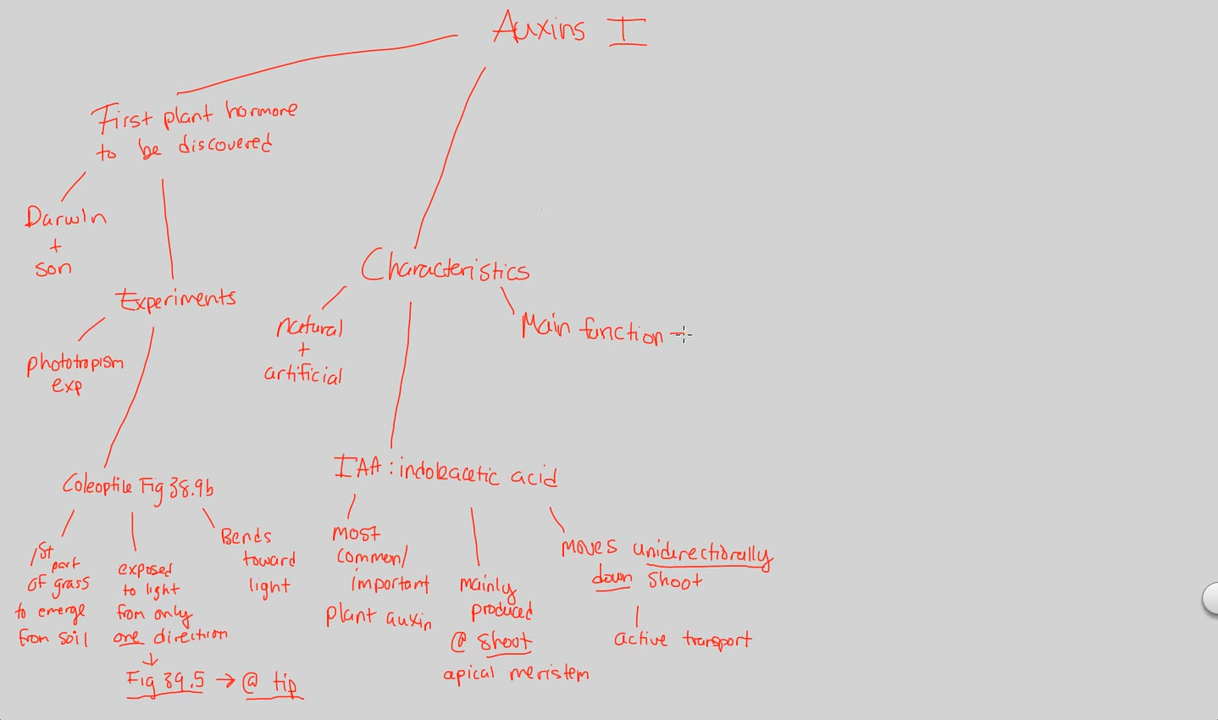 Auxins I
First plant hormone
to be discovered
Darwin
+
son
Experiments
phototropism
exp
Coleoptile Fig 38.9b
1st part
of grass
to emerge
from soil
exposed
to light
from only
one direction
↓
Fig 39.5 → @ tip
Bends
toward
light
Characteristics
natural
+
artificial
Main function –
IAA : indoleacetic acid
most
common/
important
plant auxin
mainly
produced
@ shoot
apical meristem
moves unidirectionally
down shoot
active transport